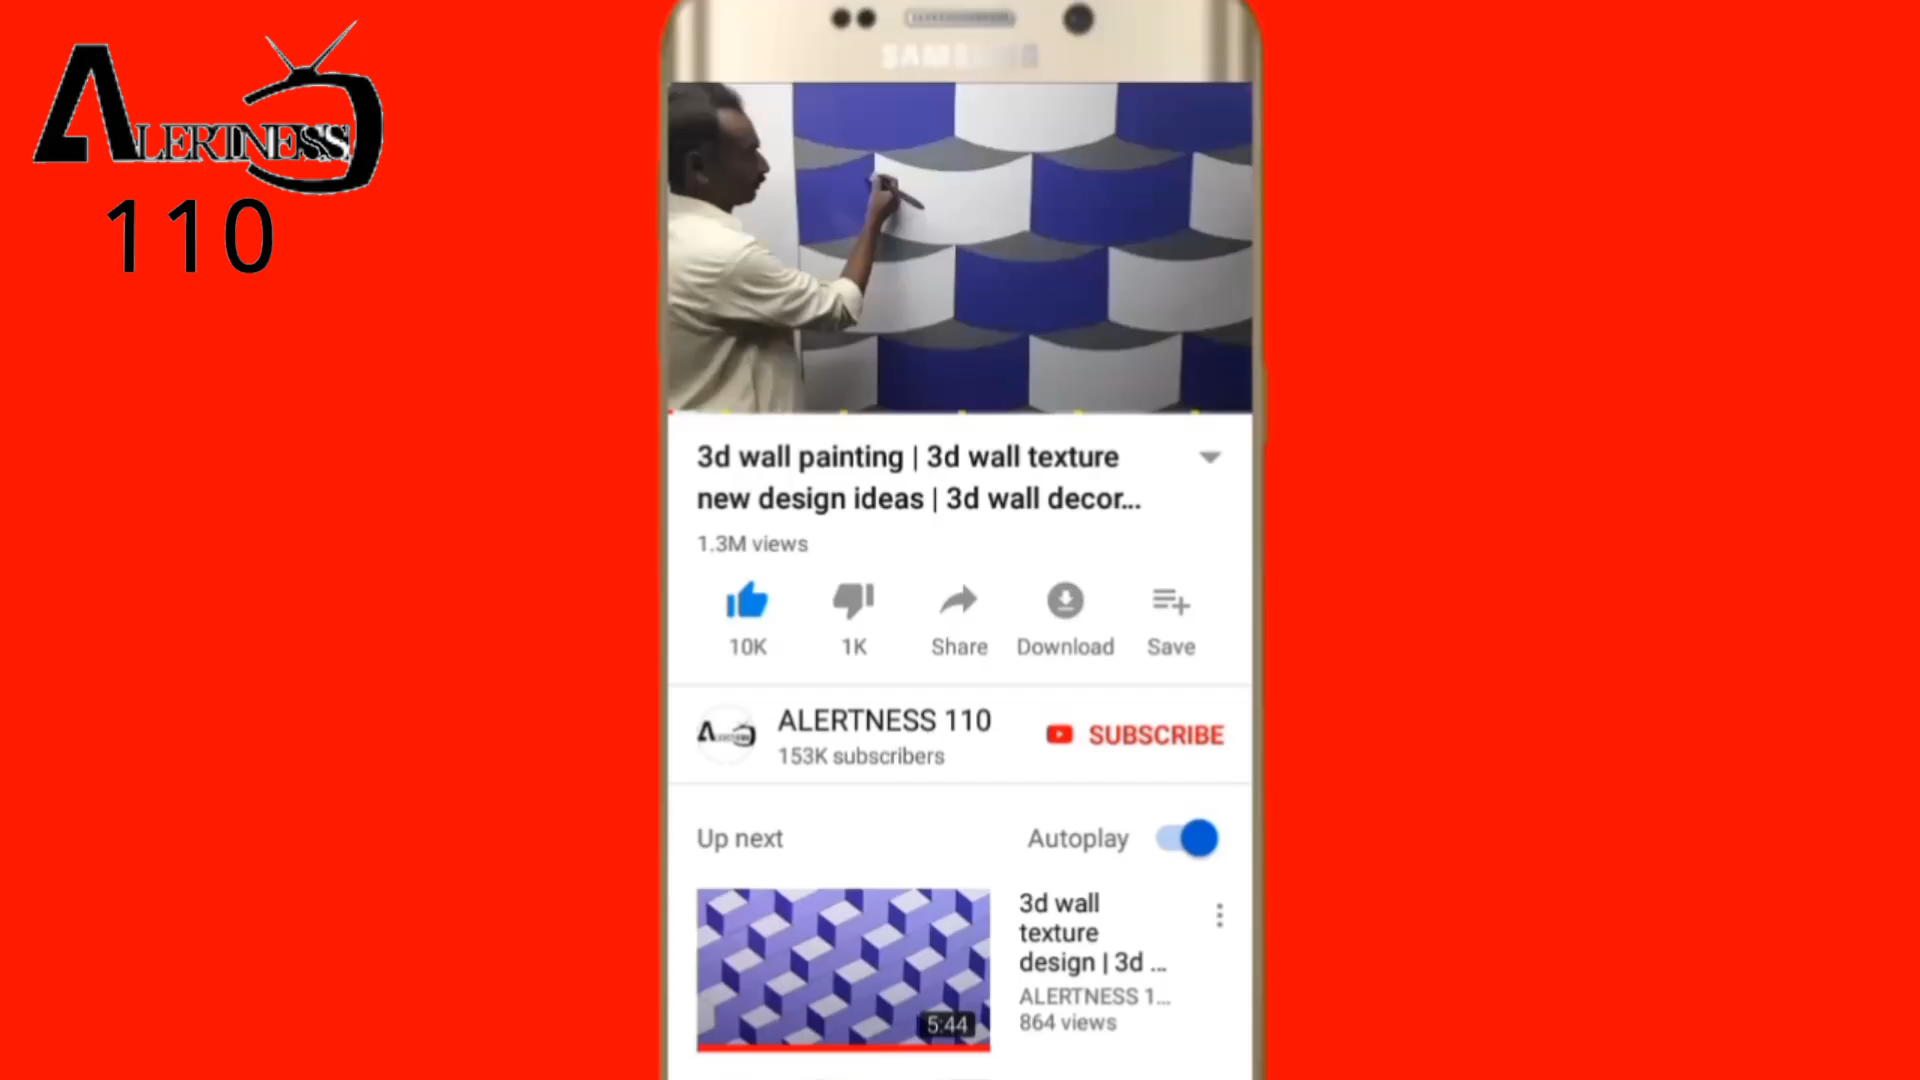 ALERTNESS
110
SAMSUNG
3d wall painting | 3d wall texture
new design ideas | 3d wall decor...
1.3M views
10K
1K
Share
Download
Save
ALERTNESS
ALERTNESS 110
153K subscribers
SUBSCRIBE
Up next
Autoplay
5:44
3d wall
texture
design | 3d ...
ALERTNESS 1...
864 views